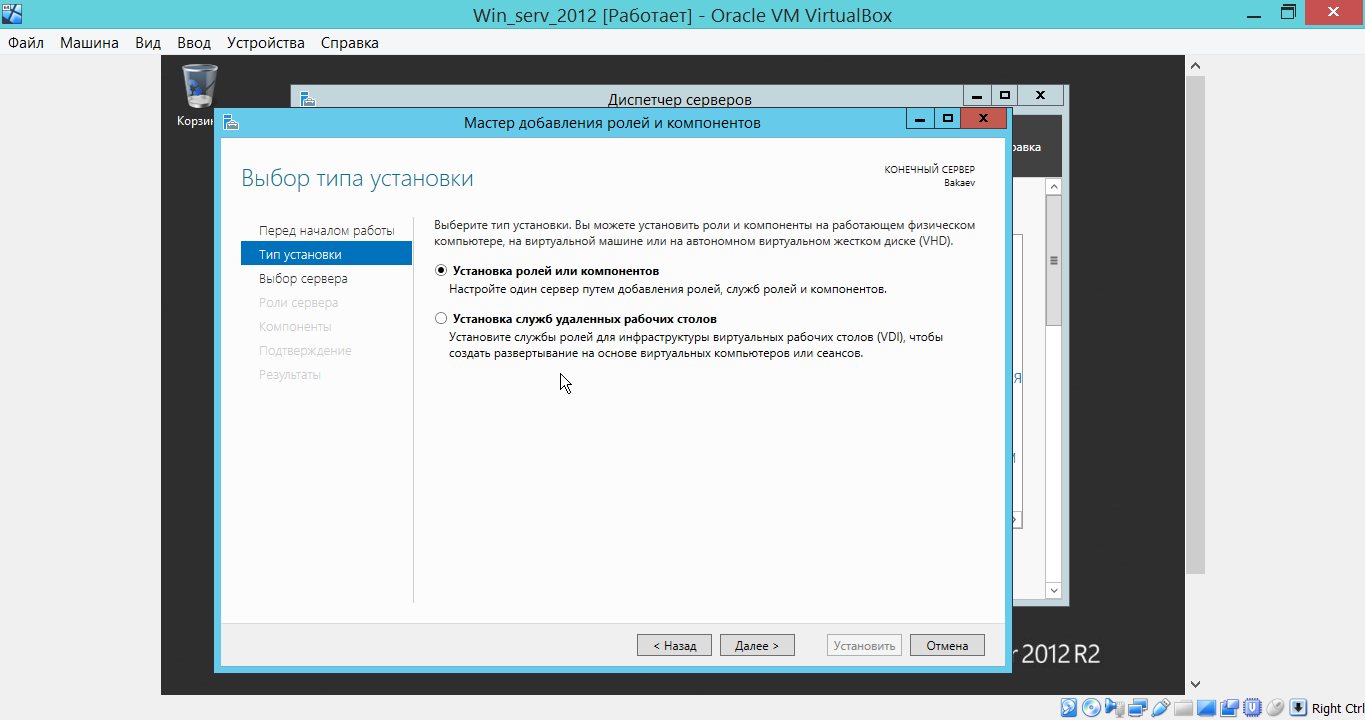 Win_serv_2012 [Работает] - Oracle VM VirtualBox
Файл Машина Вид Ввод Устройства Справка
Диспетчер серверов
Мастер добавления ролей и компонентов
Выбор типа установки
КОНЕЧНЫЙ СЕРВЕР
Bakaev
Перед началом работы
Тип установки
Выбор сервера
Роли сервера
Компоненты
Подтверждение
Результаты
Выберите тип установки. Вы можете установить роли и компоненты на работающем физическом
компьютере, на виртуальной машине или на автономном виртуальном жестком диске (VHD).
Установка ролей или компонентов
Настройте один сервер путем добавления ролей, служб ролей и компонентов.
Установка служб удаленных рабочих столов
Установите службы ролей для инфраструктуры виртуальных рабочих столов (VDI), чтобы
создать развертывание на основе виртуальных компьютеров или сеансов.
< Назад Далее > Установить Отмена
2012 R2
Right Ctrl